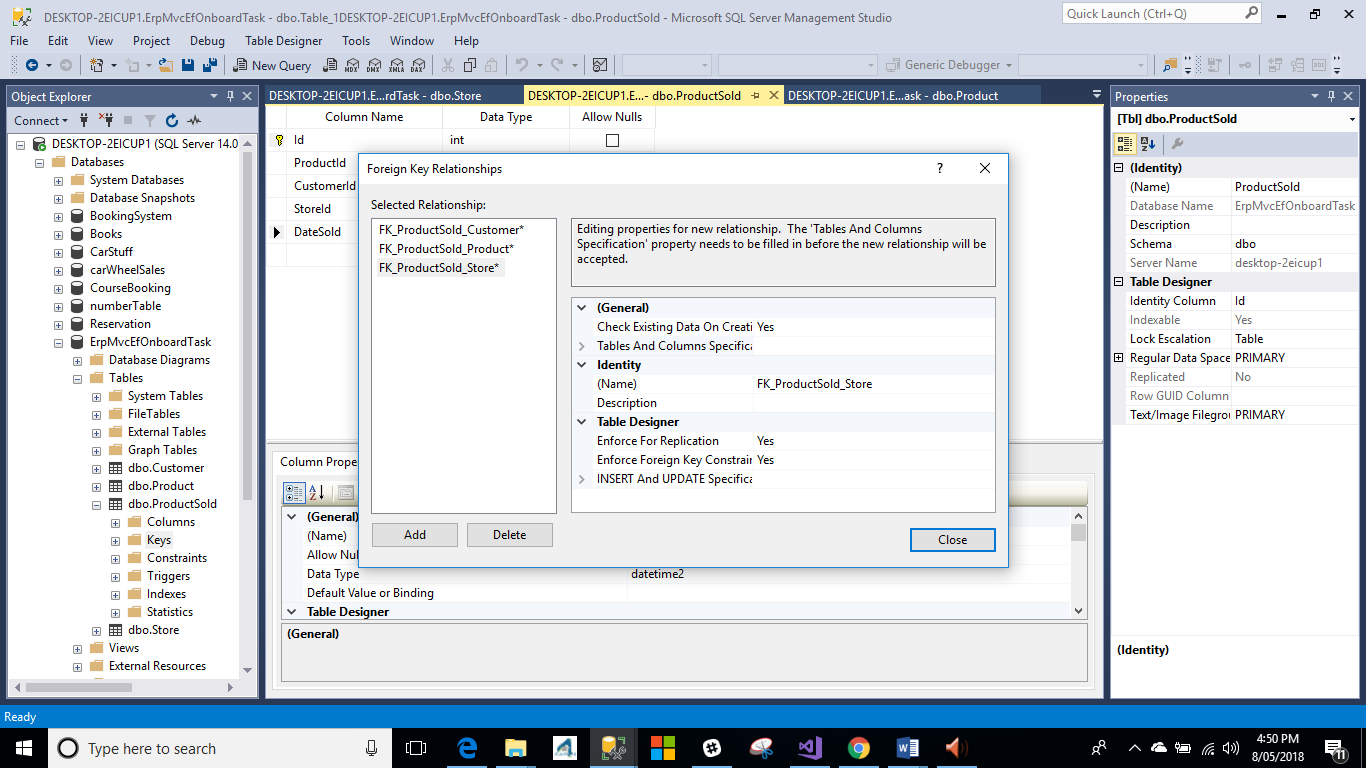 DESKTOP-2EICUP1.ErpMvcEfOnboardTask - dbo.Table_1DESKTOP-2EICUP1.ErpMvcEfOnboardTask - dbo.ProductSold - Microsoft SQL Server Management Studio
Quick Launch (Ctrl+Q)
File Edit View Project Debug Table Designer Tools Window Help
New Query MDX DMX XMLA DAX Generic Debugger
Object Explorer
Connect
DESKTOP-2EICUP1 (SQL Server 14.0
Databases
System Databases
Database Snapshots
BookingSystem
Books
CarStuff
carWheelSales
CourseBooking
numberTable
Reservation
ErpMvcEfOnboardTask
Database Diagrams
Tables
System Tables
FileTables
External Tables
Graph Tables
dbo.Customer
dbo.Product
dbo.ProductSold
Columns
Keys
Constraints
Triggers
Indexes
Statistics
dbo.Store
Views
External Resources
DESKTOP-2EICUP1.E...rdTask - dbo.Store DESKTOP-2EICUP1.E...- dbo.ProductSold DESKTOP-2EICUP1.E...ask - dbo.Product
Column Name Data Type Allow Nulls
Id int
ProductId
CustomerId
StoreId
DateSold
Foreign Key Relationships ?
Selected Relationship:
FK_ProductSold_Customer*
FK_ProductSold_Product*
FK_ProductSold_Store*
Editing properties for new relationship. The 'Tables And Columns
Specification' property needs to be filled in before the new relationship will be
accepted.
(General)
Check Existing Data On Creati Yes
Tables And Columns Specifica
Identity
(Name) FK_ProductSold_Store
Description
Table Designer
Enforce For Replication Yes
Enforce Foreign Key Constrain Yes
INSERT And UPDATE Specifica
Add Delete Close
Column Prope
(General)
(Name)
Allow Nul
Data Type datetime2
Default Value or Binding
Table Designer
(General)
Properties
[Tbl] dbo.ProductSold
(Identity)
(Name) ProductSold
Database Name ErpMvcEfOnboardTask
Description
Schema dbo
Server Name desktop-2eicup1
Table Designer
Identity Column Id
Indexable Yes
Lock Escalation Table
Regular Data Space PRIMARY
Replicated No
Row GUID Column
Text/Image Filegrou PRIMARY
(Identity)
Ready
Type here to search
4:50 PM
8/05/2018
11